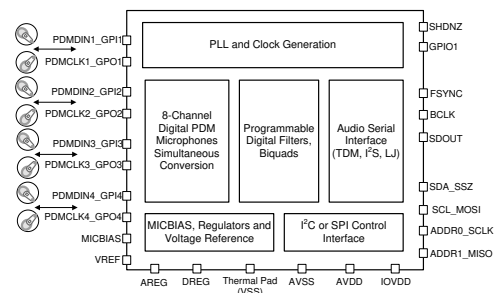 PDMDIN1_GPI1
PDMCLK1_GPO1
PDMDIN2_GPI2
PDMCLK2_GPO2
PDMDIN3_GPI3
PDMCLK3_GPO3
PDMDIN4_GPI4
PDMCLK4_GPO4
MICBIAS
VREF
PLL and Clock Generation
8-Channel
Digital PDM
Microphones
Simultaneous
Conversion
Programmable
Digital Filters,
Biquads
Audio Serial
Interface
(TDM, I²S, LJ)
MICBIAS, Regulators and
Voltage Reference
I²C or SPI Control
Interface
SHDNZ
GPIO1
FSYNC
BCLK
SDOUT
SDA_SSZ
SCL_MOSI
ADDR0_SCLK
ADDR1_MISO
AREG
DREG
Thermal Pad
(VSS)
AVSS
AVDD
IOVDD